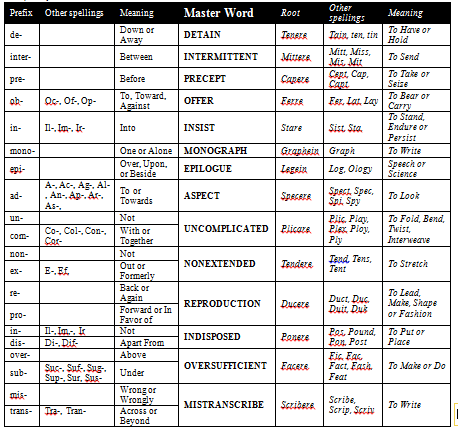 Prefix Other spellings Meaning Master Word Root Other spellings Meaning
de- Down or Away DETAIN Tenere Tain, ten, tin To Have or Hold
inter- Between INTERMITTENT Mittere Mitt, Miss, Mis, Mit To Send
pre- Before PRECEPT Capere Cept, Cap, Capt To Take or Seize
ob- Oc-, Of-, Op- To, Toward, Against OFFER Ferre Fer, Lat, Lay To Bear or Carry
in- Il-, Im-, Ir- Into INSIST Stare Sist, Sta, To Stand, Endure or Persist
mono- One or Alone MONOGRAPH Graphein Graph To Write
epi- Over, Upon, or Beside EPILOGUE Legein Log, Ology Speech or Science
ad- A-, Ac-, Ag-, Al-, An-, Ap-, Ar-, As-, To or Towards ASPECT Specere Spect, Spec, Spi, Spy To Look
un- Not UNCOMPLICATED Plicare Plic, Play, Plex, Ploy, Ply To Fold, Bend, Twist, Interweave
com- Co-, Col-, Con-, Cor- With or Together
non- Not NONEXTENDED Tendere Tend, Tens, Tent To Stretch
ex- E-, Ef, Out or Formerly
re- Back or Again REPRODUCTION Ducere Duct, Duc, Duit, Duk To Lead, Make, Shape or Fashion
pro- Forward or In Favor of
in- Il-, Im,-, Ir Not INDISPOSED Ponere Pos, Pound, Pon, Post To Put or Place
dis- Di-, Dif- Apart From
over- Above OVERSUFFICIENT Facere Fic, Fac, Fact, Fash, Feat To Make or Do
sub- Suc-, Suf-, Sug-, Sup-, Sur, Sus- Under
mis- Wrong or Wrongly MISTRANSCRIBE Scribere Scribe, Scrip, Scriv To Write
trans- Tra-, Tran- Across or Beyond